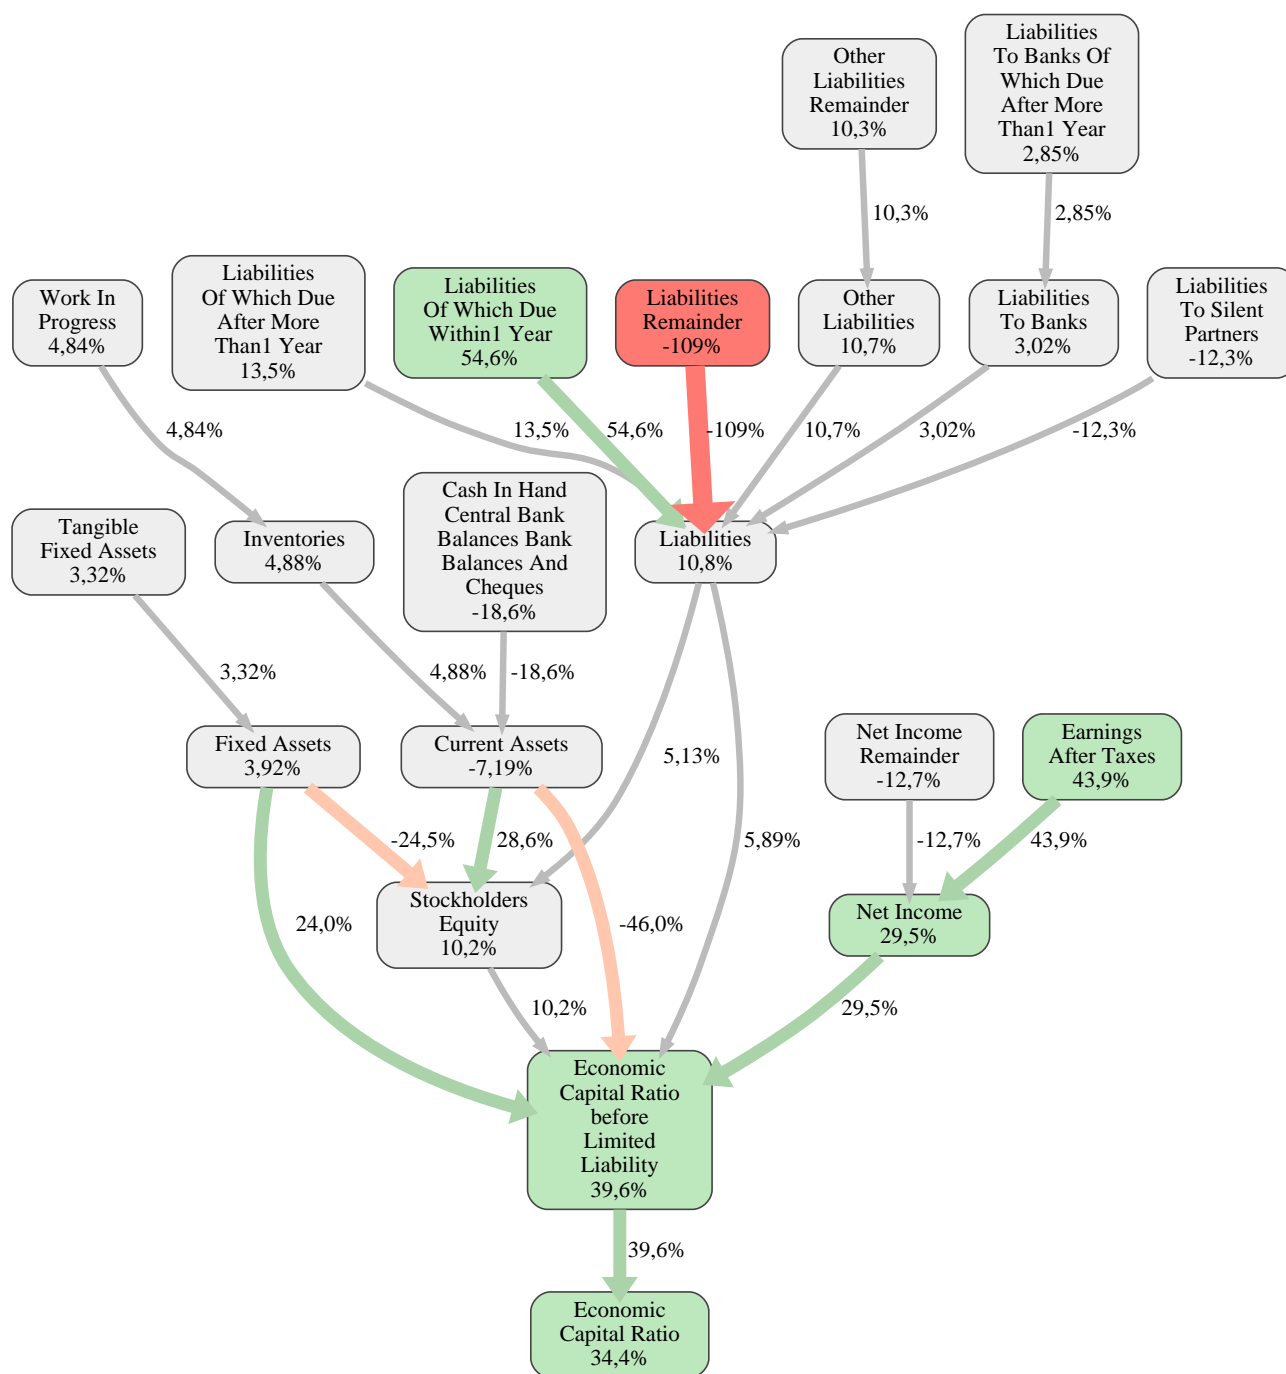 Liabilities
To Banks Of
Which Due
After More
Than1 Year
2,85%
Other
Liabilities
Remainder
10,3%
10,3%
2,85%
Work In
Progress
4,84%
Liabilities
Of Which Due
After More
Than1 Year
13,5%
Liabilities
Of Which Due
Within1 Year
54,6%
Liabilities
Remainder
-109%
Other
Liabilities
10,7%
Liabilities
To Banks
3,02%
Liabilities
To Silent
Partners
-12,3%
4,84%
13,5%
54,6%
-109%
10,7%
3,02%
-12,3%
Tangible
Fixed Assets
3,32%
Inventories
4,88%
Cash In Hand
Central Bank
Balances Bank
Balances And
Cheques
-18,6%
Liabilities
10,8%
3,32%
4,88%
-18,6%
Fixed Assets
3,92%
Current Assets
-7,19%
5,13%
Net Income
Remainder
-12,7%
Earnings
After Taxes
43,9%
-24,5%
28,6%
5,89%
-12,7%
43,9%
24,0%
Stockholders
Equity
10,2%
-46,0%
Net Income
29,5%
10,2%
29,5%
Economic
Capital Ratio
before
Limited
Liability
39,6%
39,6%
Economic
Capital Ratio
34,4%